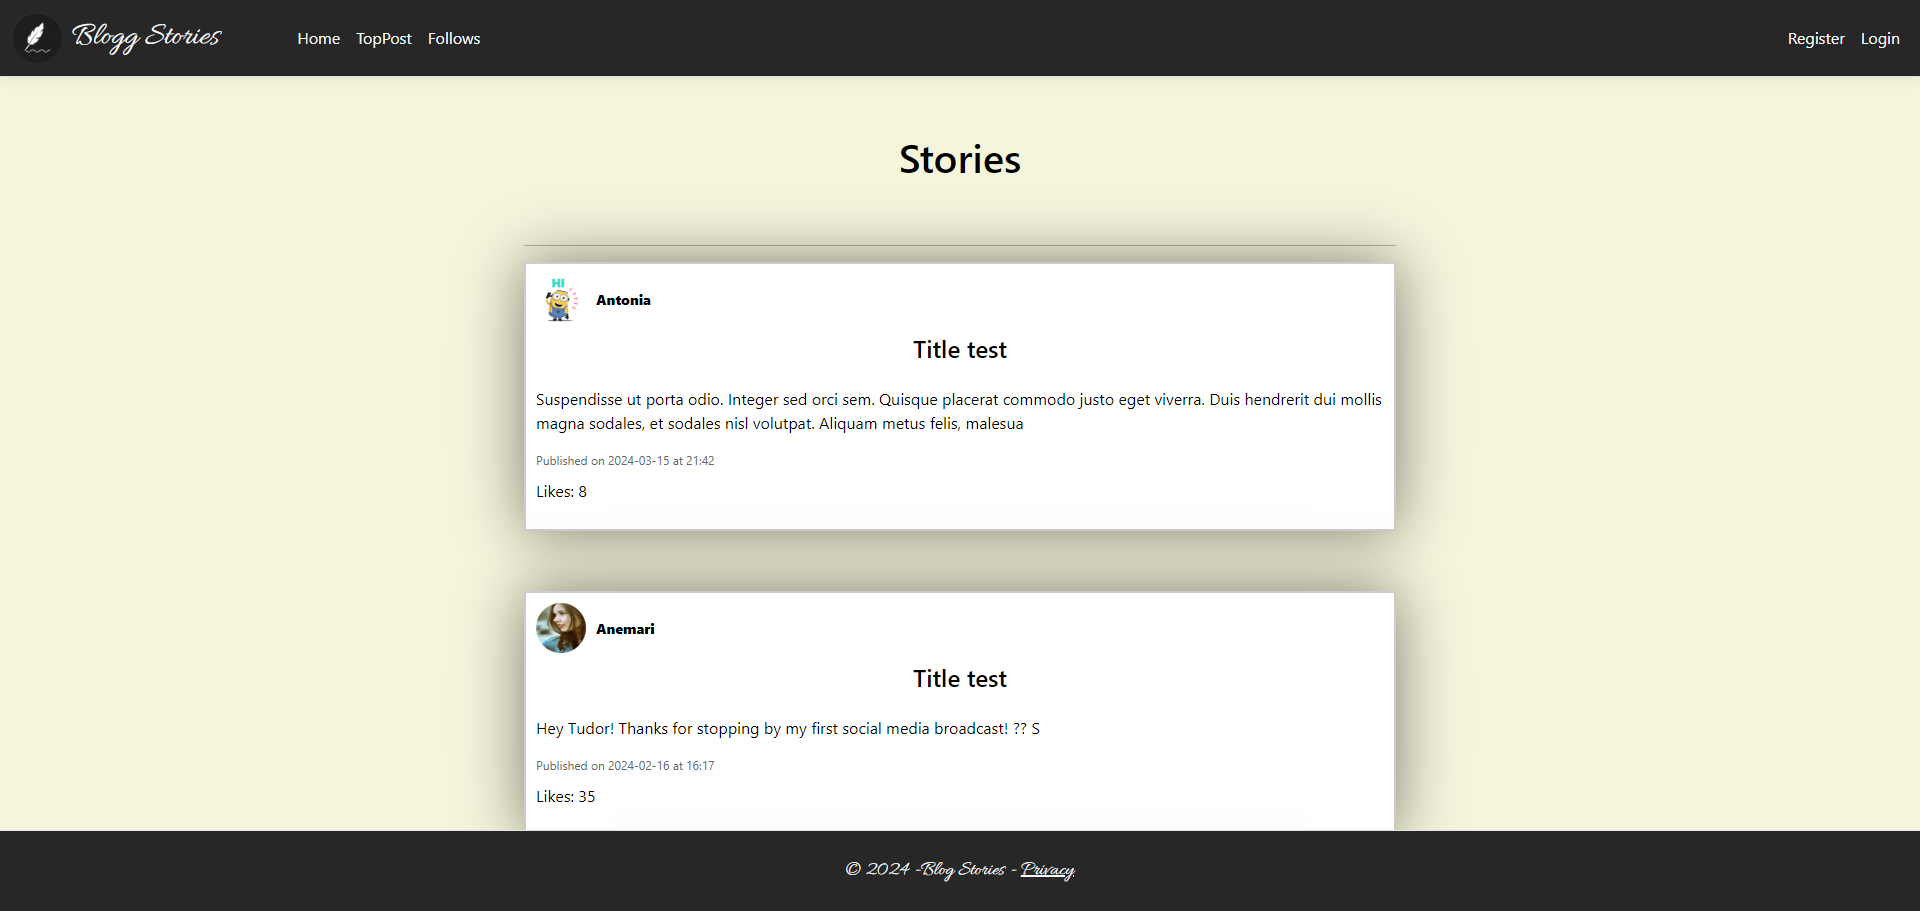 Blogg Stories
Home TopPost Follows
Register Login
Stories
HI
Antonia
Title test
Suspendisse ut porta odio. Integer sed orci sem. Quisque placerat commodo justo eget viverra. Duis hendrerit dui mollis
magna sodales, et sodales nisl volutpat. Aliquam metus felis, malesua
Published on 2024-03-15 at 21:42
Likes: 8
Anemari
Title test
Hey Tudor! Thanks for stopping by my first social media broadcast! ?? S
Published on 2024-02-16 at 16:17
Likes: 35
© 2024 -Blog Stories - Privacy